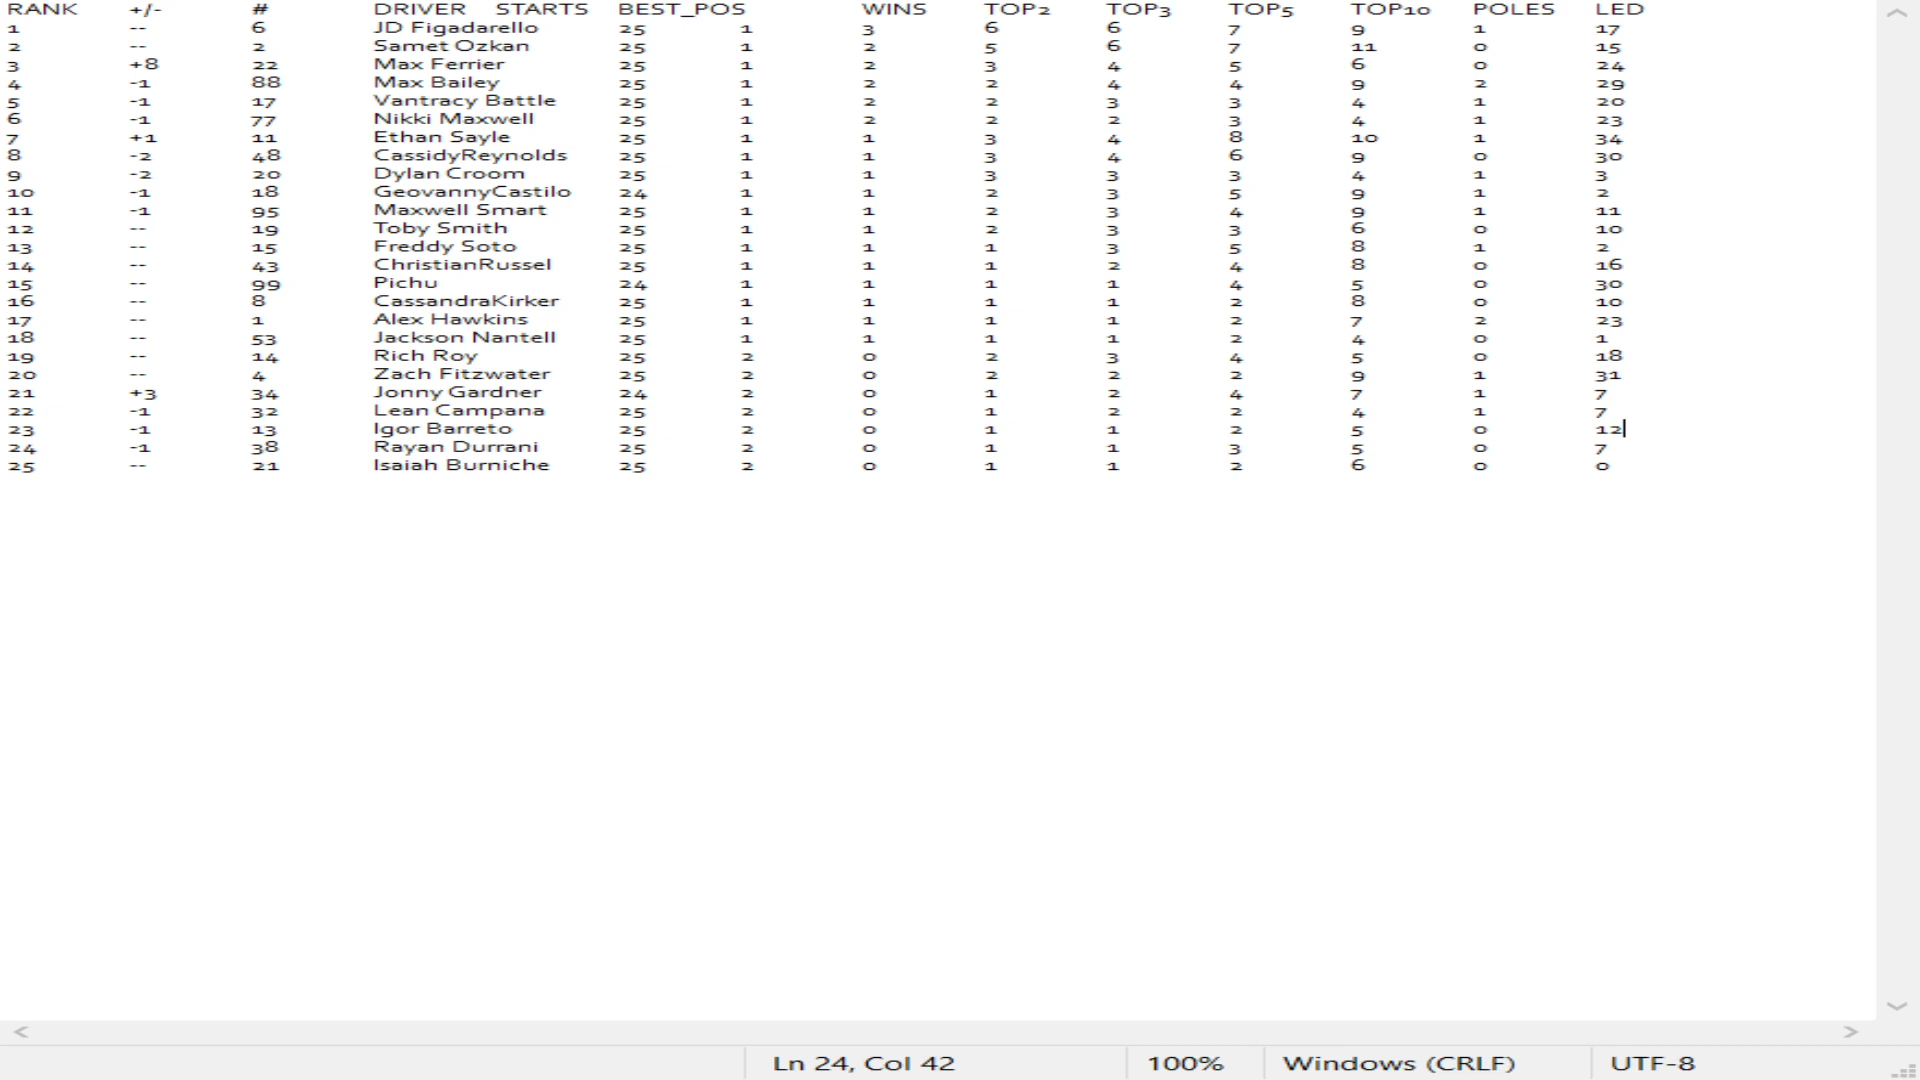 RANK +/- # DRIVER STARTS BEST_POS WINS TOP2 TOP3 TOP5 TOP10 POLES LED
1 -- 6 JD Figadarello 25 1 3 6 6 7 9 1 17
2 -- 2 Samet Ozkan 25 1 2 5 6 7 11 0 15
3 +8 22 Max Ferrier 25 1 2 3 4 5 6 0 24
4 -1 88 Max Bailey 25 1 2 2 4 4 9 2 29
5 -1 17 Vantracy Battle 25 1 2 2 3 3 4 1 20
6 -1 77 Nikki Maxwell 25 1 2 2 2 3 4 1 23
7 +1 11 Ethan Sayle 25 1 1 3 4 8 10 1 34
8 -2 48 CassidyReynolds 25 1 1 3 4 6 9 0 30
9 -2 20 Dylan Croom 25 1 1 3 3 3 4 1 3
10 -1 18 GeovannyCastilo 24 1 1 2 3 5 9 1 2
11 -1 95 Maxwell Smart 25 1 1 2 3 4 9 1 11
12 -- 19 Toby Smith 25 1 1 2 3 3 6 0 10
13 -- 15 Freddy Soto 25 1 1 1 3 5 8 1 2
14 -- 43 ChristianRussel 25 1 1 1 2 4 8 0 16
15 -- 99 Pichu 24 1 1 1 1 4 5 0 30
16 -- 8 CassandraKirker 25 1 1 1 1 2 8 0 10
17 -- 1 Alex Hawkins 25 1 1 1 1 2 7 2 23
18 -- 53 Jackson Nantell 25 1 1 1 1 2 4 0 1
19 -- 14 Rich Roy 25 2 0 2 3 4 5 0 18
20 -- 4 Zach Fitzwater 25 2 0 2 2 2 9 1 31
21 +3 34 Jonny Gardner 24 2 0 1 2 4 7 1 7
22 -1 32 Lean Campana 25 2 0 1 2 2 4 1 7
23 -1 13 Igor Barreto 25 2 0 1 1 2 5 0 12
24 -1 38 Rayan Durrani 25 2 0 1 1 3 5 0 7
25 -- 21 Isaiah Burniche 25 2 0 1 1 2 6 0 0
Ln 24, Col 42 100% Windows (CRLF) UTF-8